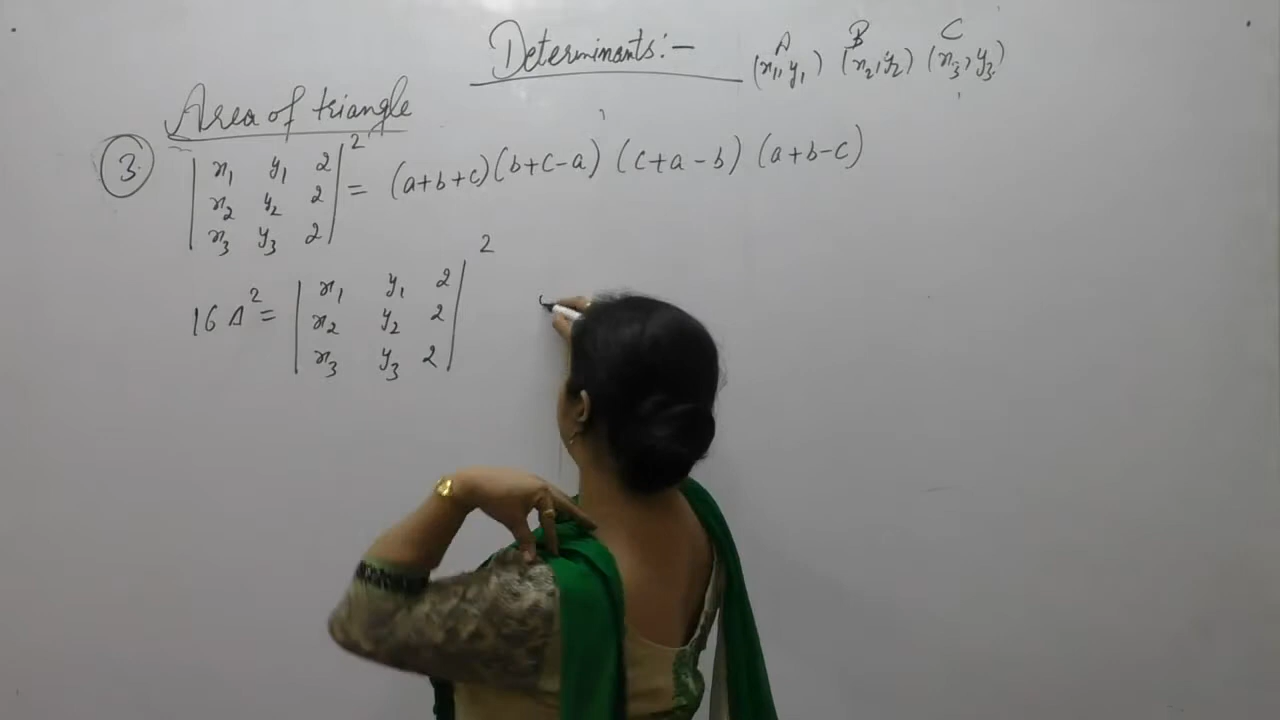 Determinants:-
A B C
(x₁, y₁) (x₂, y₂) (x₃, y₃)
Area of triangle
3. | x₁ y₁ 2 |² = (a+b+c)(b+c-a) (c+a-b) (a+b-c)
| x₂ y₂ 2 |
| x₃ y₃ 2 |
16 Δ² = | x₁ y₁ 2 |²
| x₂ y₂ 2 |
| x₃ y₃ 2 |